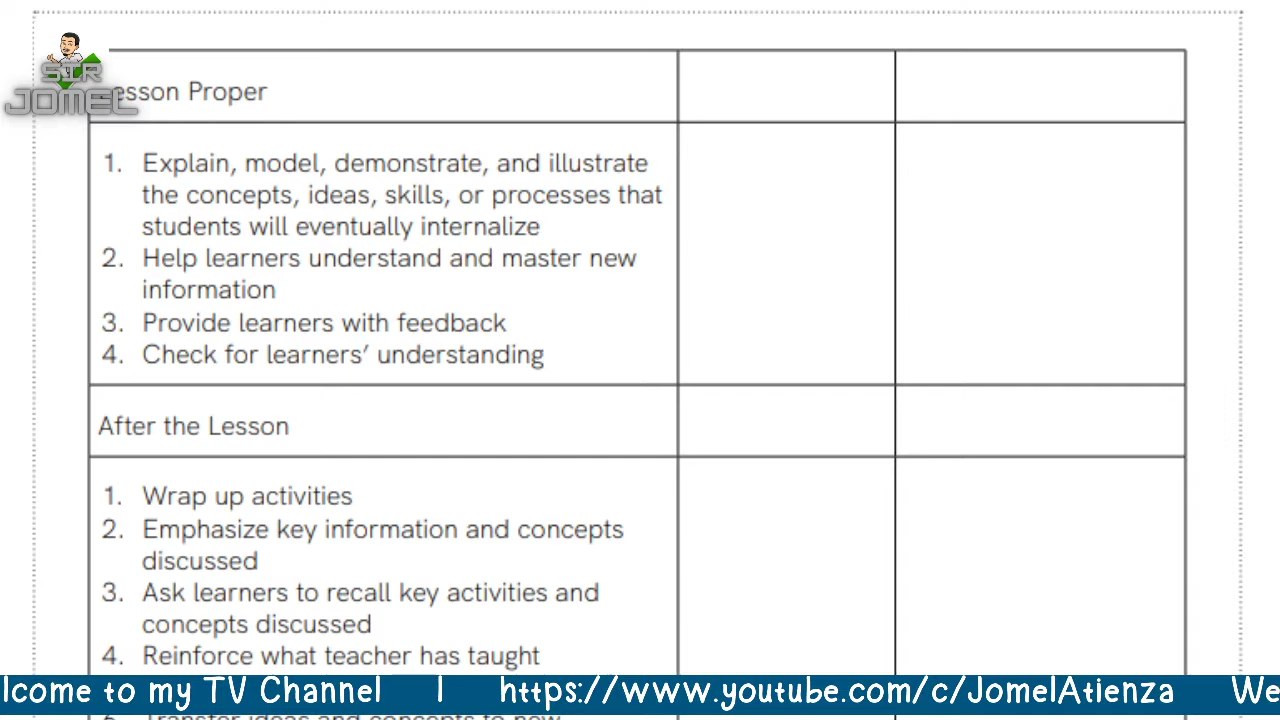 SIR
JOMEL
esson Proper
1. Explain, model, demonstrate, and illustrate
the concepts, ideas, skills, or processes that
students will eventually internalize
2. Help learners understand and master new
information
3. Provide learners with feedback
4. Check for learners’ understanding
After the Lesson
1. Wrap up activities
2. Emphasize key information and concepts
discussed
3. Ask learners to recall key activities and
concepts discussed
4. Reinforce what teacher has taught
lcome to my TV Channel | https://www.youtube.com/c/JomelAtienza We